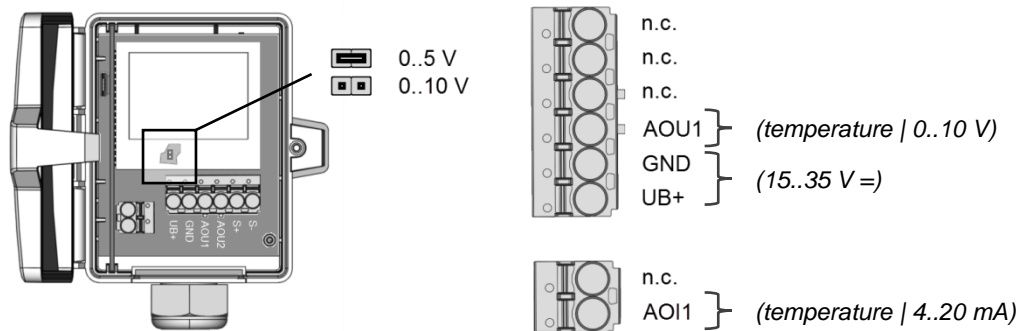 0..5 V
0..10 V
UB+
GND
AOU1
AOU2
S+
S-
n.c.
n.c.
n.c.
AOU1 (temperature | 0..10 V)
GND
(15..35 V =)
UB+
n.c.
AOI1 (temperature | 4..20 mA)